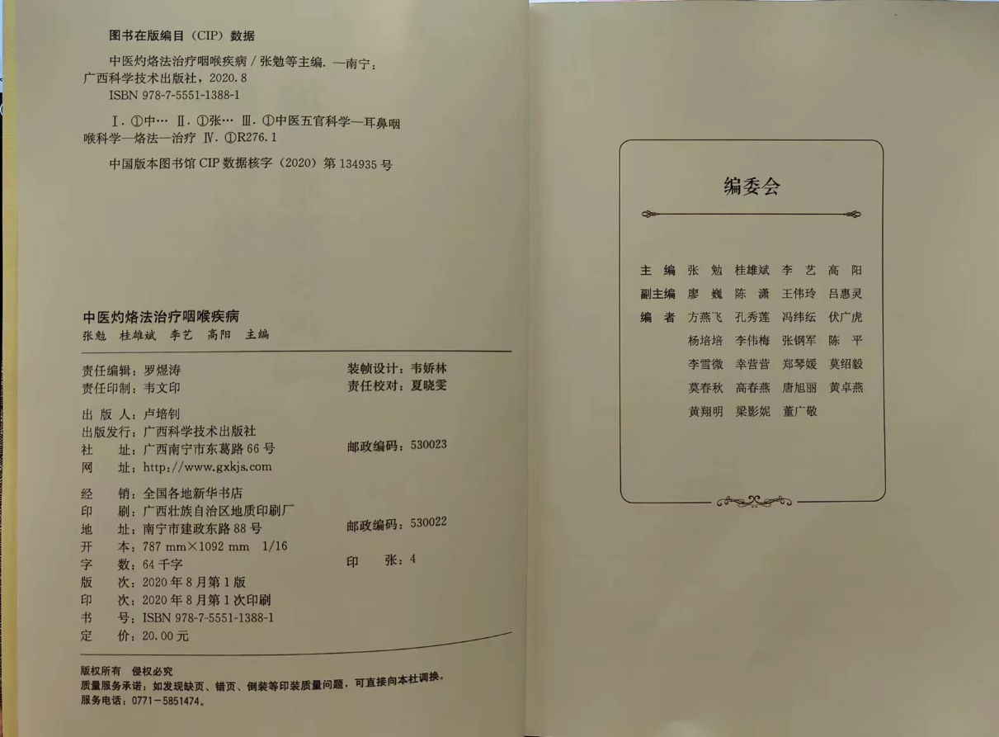 图书在版编目（CIP）数据
中医灼烙法治疗咽喉疾病 / 张勉等主编. —南宁：
广西科学技术出版社，2020.8
ISBN 978-7-5551-1388-1
Ⅰ. ①中… Ⅱ. ①张… Ⅲ. ①中医五官科学—耳鼻咽
喉科学—烙法—治疗 Ⅳ. ①R276.1
中国版本图书馆 CIP 数据核字（2020）第 134935 号
中医灼烙法治疗咽喉疾病
张勉 桂雄斌 李艺 高阳 主编
责任编辑：罗煜涛 装帧设计：韦娇林
责任印制：韦文印 责任校对：夏晓雯
出 版 人：卢培钊
出版发行：广西科学技术出版社
社 址：广西南宁市东葛路 66 号 邮政编码：530023
网 址：http://www.gxkjs.com
经 销：全国各地新华书店
印 刷：广西壮族自治区地质印刷厂
地 址：南宁市建政东路 88 号 邮政编码：530022
开 本：787 mm×1092 mm 1/16
字 数：64 千字 印 张：4
版 次：2020 年 8 月第 1 版
印 次：2020 年 8 月第 1 次印刷
书 号：ISBN 978-7-5551-1388-1
定 价：20.00 元
版权所有 侵权必究
质量服务承诺：如发现缺页、错页、倒装等印装质量问题，可直接向本社调换。
服务电话：0771-5851474。
编委会
主 编 张 勉 桂雄斌 李 艺 高 阳
副主编 廖 巍 陈 潇 王伟玲 吕惠灵
编 者 方燕飞 孔秀莲 冯纬纭 伏广虎
杨培培 李伟梅 张钢军 陈 平
李雪微 幸营营 郑琴媛 莫绍毅
莫春秋 高春燕 唐旭丽 黄卓燕
黄翔明 梁影妮 董广敬